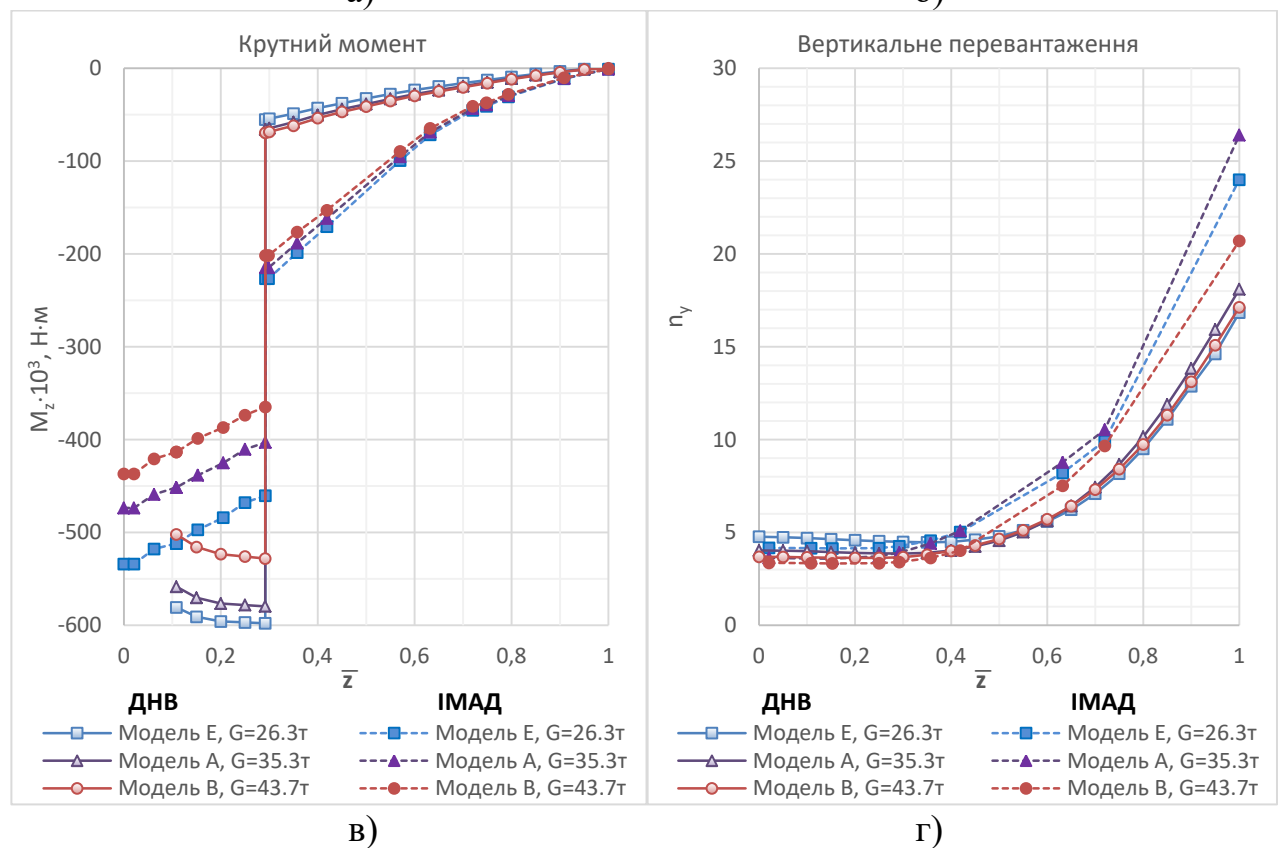 а) б)
Крутний момент
0
-100
-200
-300
-400
-500
-600
M_z·10³, Н·м
0 0,2 0,4 0,6 0,8 1
z̅
ДНВ ІМАД
Модель Е, G=26.3т Модель Е, G=26.3т
Модель А, G=35.3т Модель А, G=35.3т
Модель В, G=43.7т Модель В, G=43.7т
в)
Вертикальне перевантаження
30
25
20
15
10
5
0
n_y
0 0,2 0,4 0,6 0,8 1
z̅
ДНВ ІМАД
Модель Е, G=26.3т Модель Е, G=26.3т
Модель А, G=35.3т Модель А, G=35.3т
Модель В, G=43.7т Модель В, G=43.7т
г)